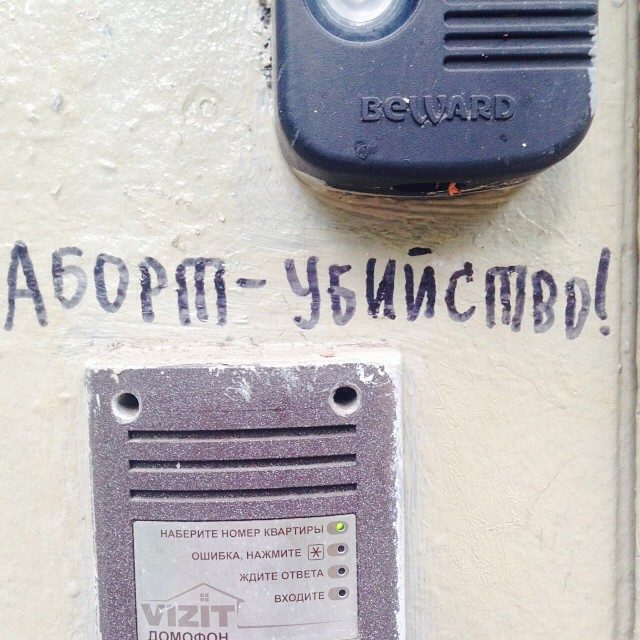 BEWARD
АБОРТ - УБИЙСТВО!
НАБЕРИТЕ НОМЕР КВАРТИРЫ
ОШИБКА, НАЖМИТЕ *
ЖДИТЕ ОТВЕТА
ВХОДИТЕ
VIZIT
ДОМОФОН